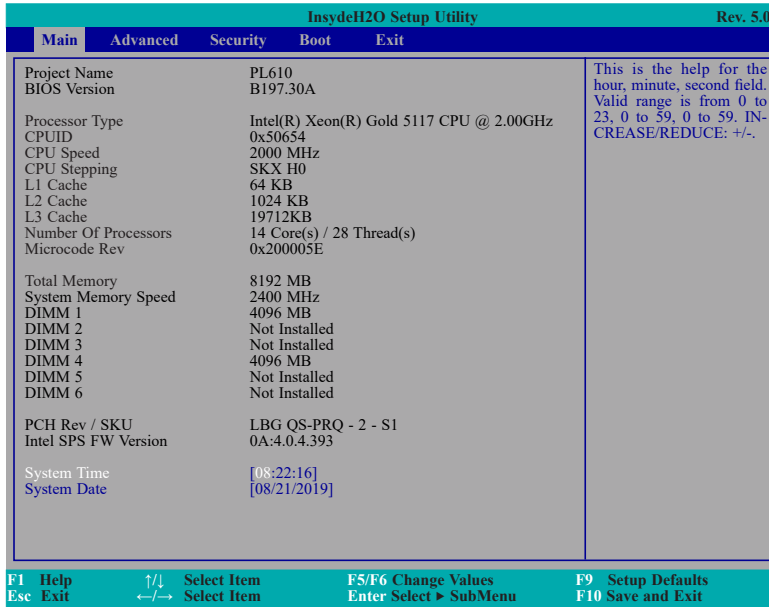 InsydeH2O Setup Utility Rev. 5.0
Main Advanced Security Boot Exit
Project Name PL610
BIOS Version B197.30A
Processor Type Intel(R) Xeon(R) Gold 5117 CPU @ 2.00GHz
CPUID 0x50654
CPU Speed 2000 MHz
CPU Stepping SKX H0
L1 Cache 64 KB
L2 Cache 1024 KB
L3 Cache 19712KB
Number Of Processors 14 Core(s) / 28 Thread(s)
Microcode Rev 0x200005E
Total Memory 8192 MB
System Memory Speed 2400 MHz
DIMM 1 4096 MB
DIMM 2 Not Installed
DIMM 3 Not Installed
DIMM 4 4096 MB
DIMM 5 Not Installed
DIMM 6 Not Installed
PCH Rev / SKU LBG QS-PRQ - 2 - S1
Intel SPS FW Version 0A:4.0.4.393
System Time [08:22:16]
System Date [08/21/2019]
This is the help for the
hour, minute, second field.
Valid range is from 0 to
23, 0 to 59, 0 to 59. IN-
CREASE/REDUCE: +/-.
F1 Help ↑/↓ Select Item F5/F6 Change Values F9 Setup Defaults
Esc Exit ←/→ Select Item Enter Select ► SubMenu F10 Save and Exit